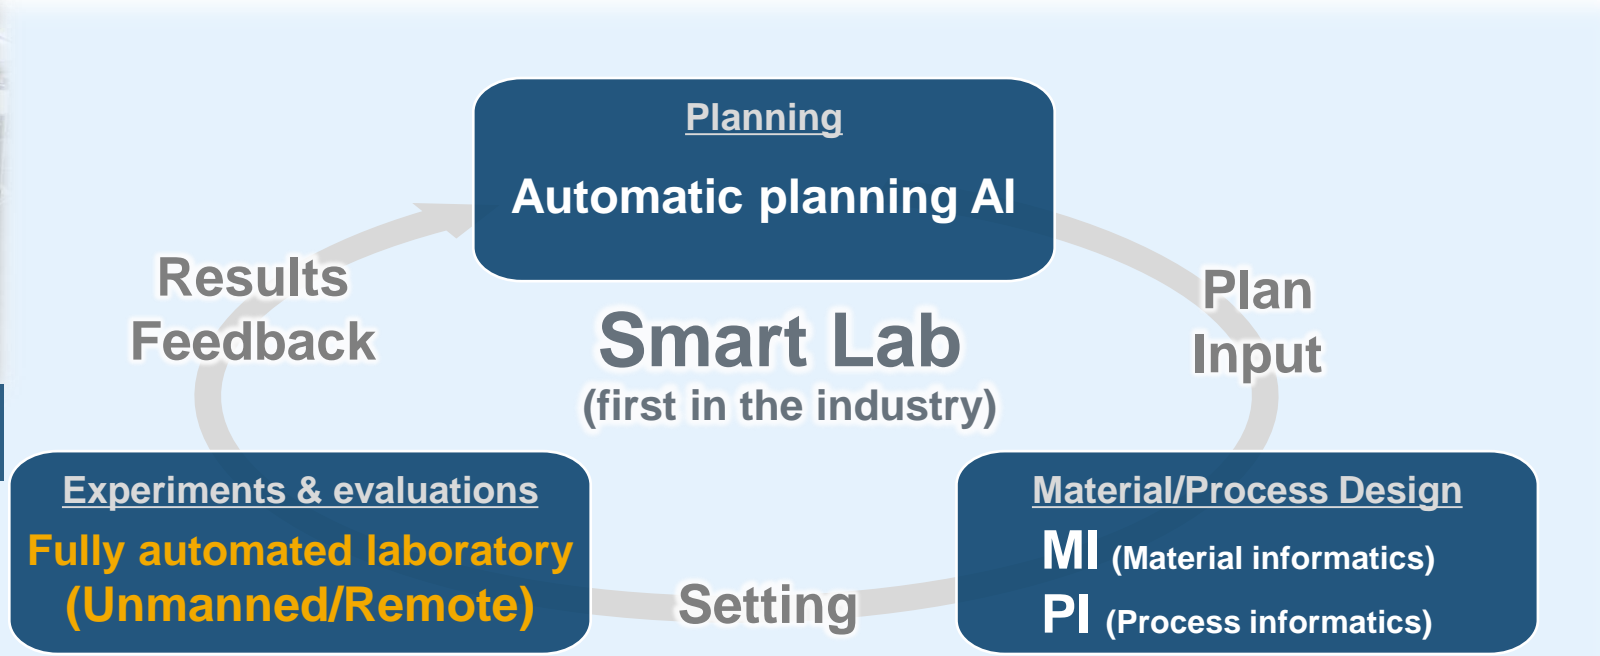 Planning
Automatic planning AI
Results
Feedback
Plan
Input
Smart Lab
(first in the industry)
Experiments & evaluations
Fully automated laboratory
(Unmanned/Remote)
Setting
Material/Process Design
MI (Material informatics)
PI (Process informatics)